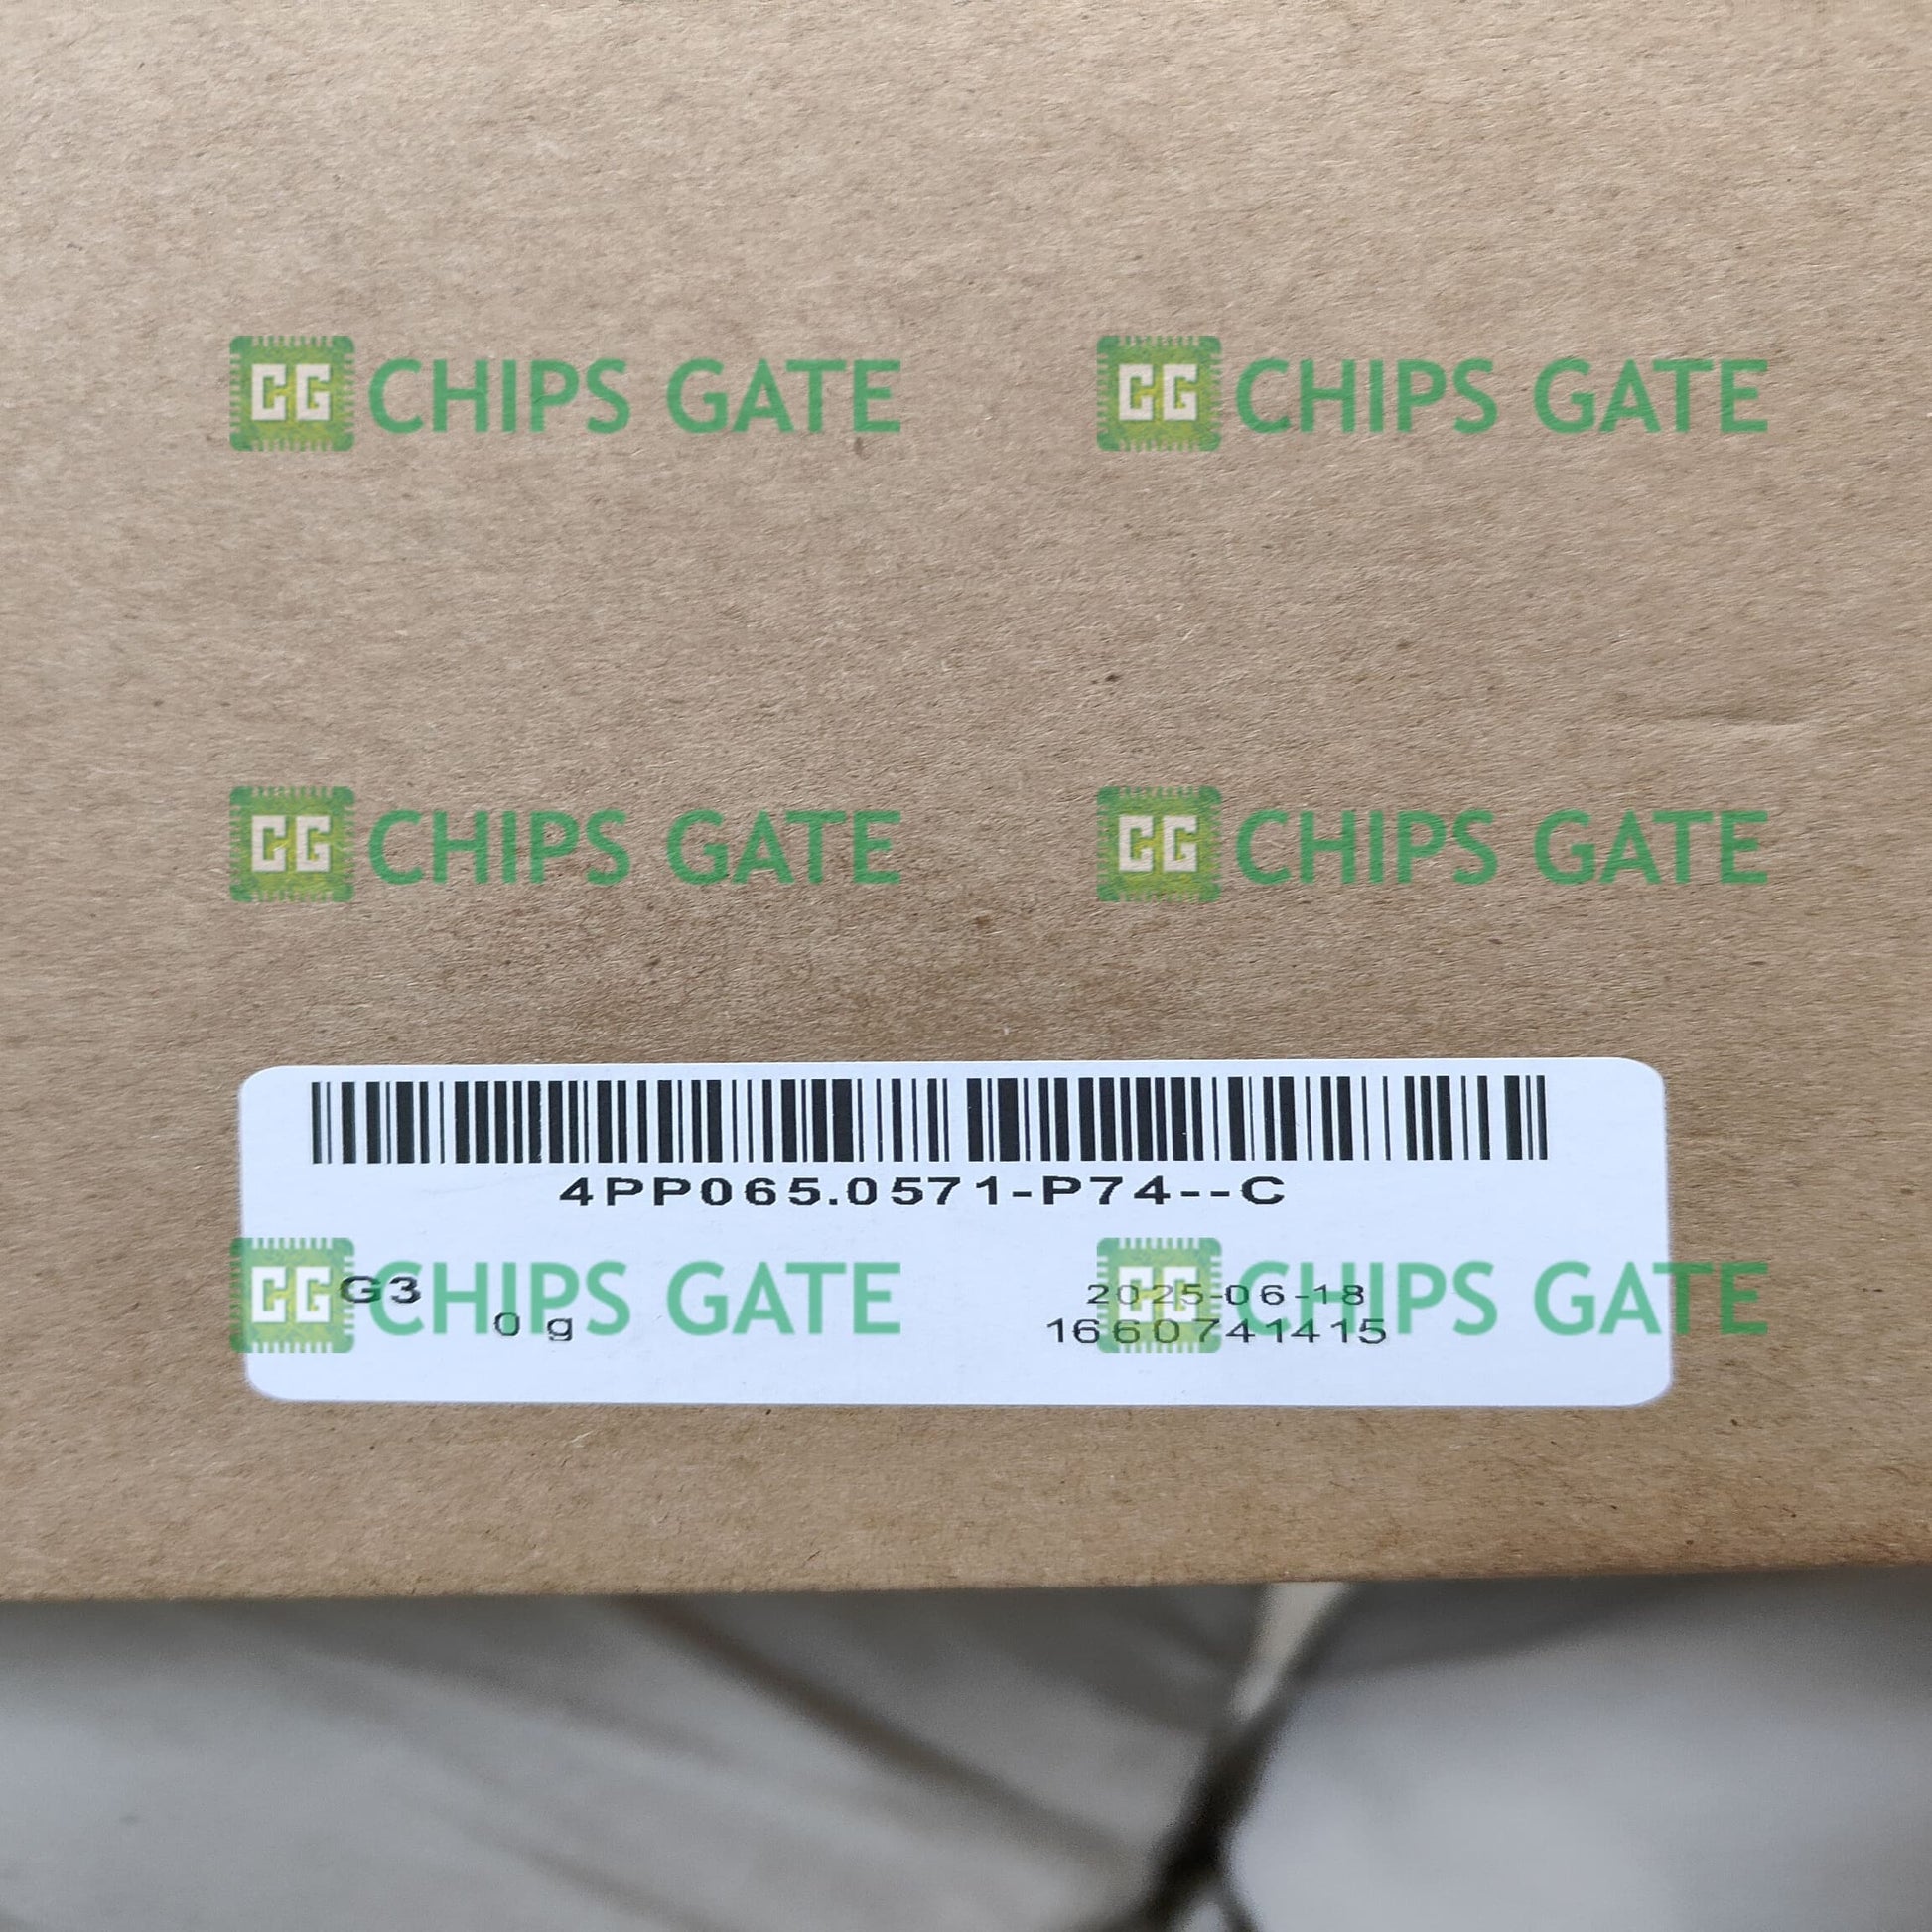 CG CHIPS GATE CG CHIPS GATE
CG CHIPS GATE CG CHIPS GATE
4PP065.0571-P74--C
CG CHIPS GATE CG CHIPS GATE
G3 2025-06-18
0 g 1660741415